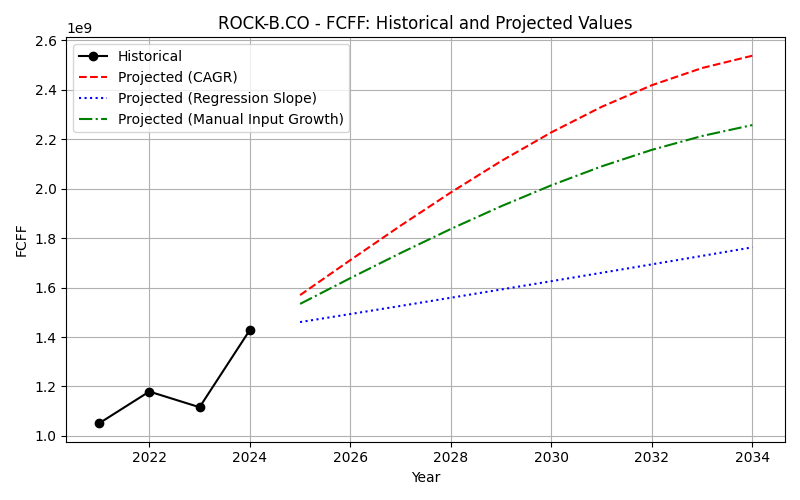 ROCK-B.CO - FCFF: Historical and Projected Values
1e9
Historical
Projected (CAGR)
Projected (Regression Slope)
Projected (Manual Input Growth)
2.6
2.4
2.2
2.0
1.8
1.6
1.4
1.2
1.0
FCFF
2022
2024
2026
2028
2030
2032
2034
Year